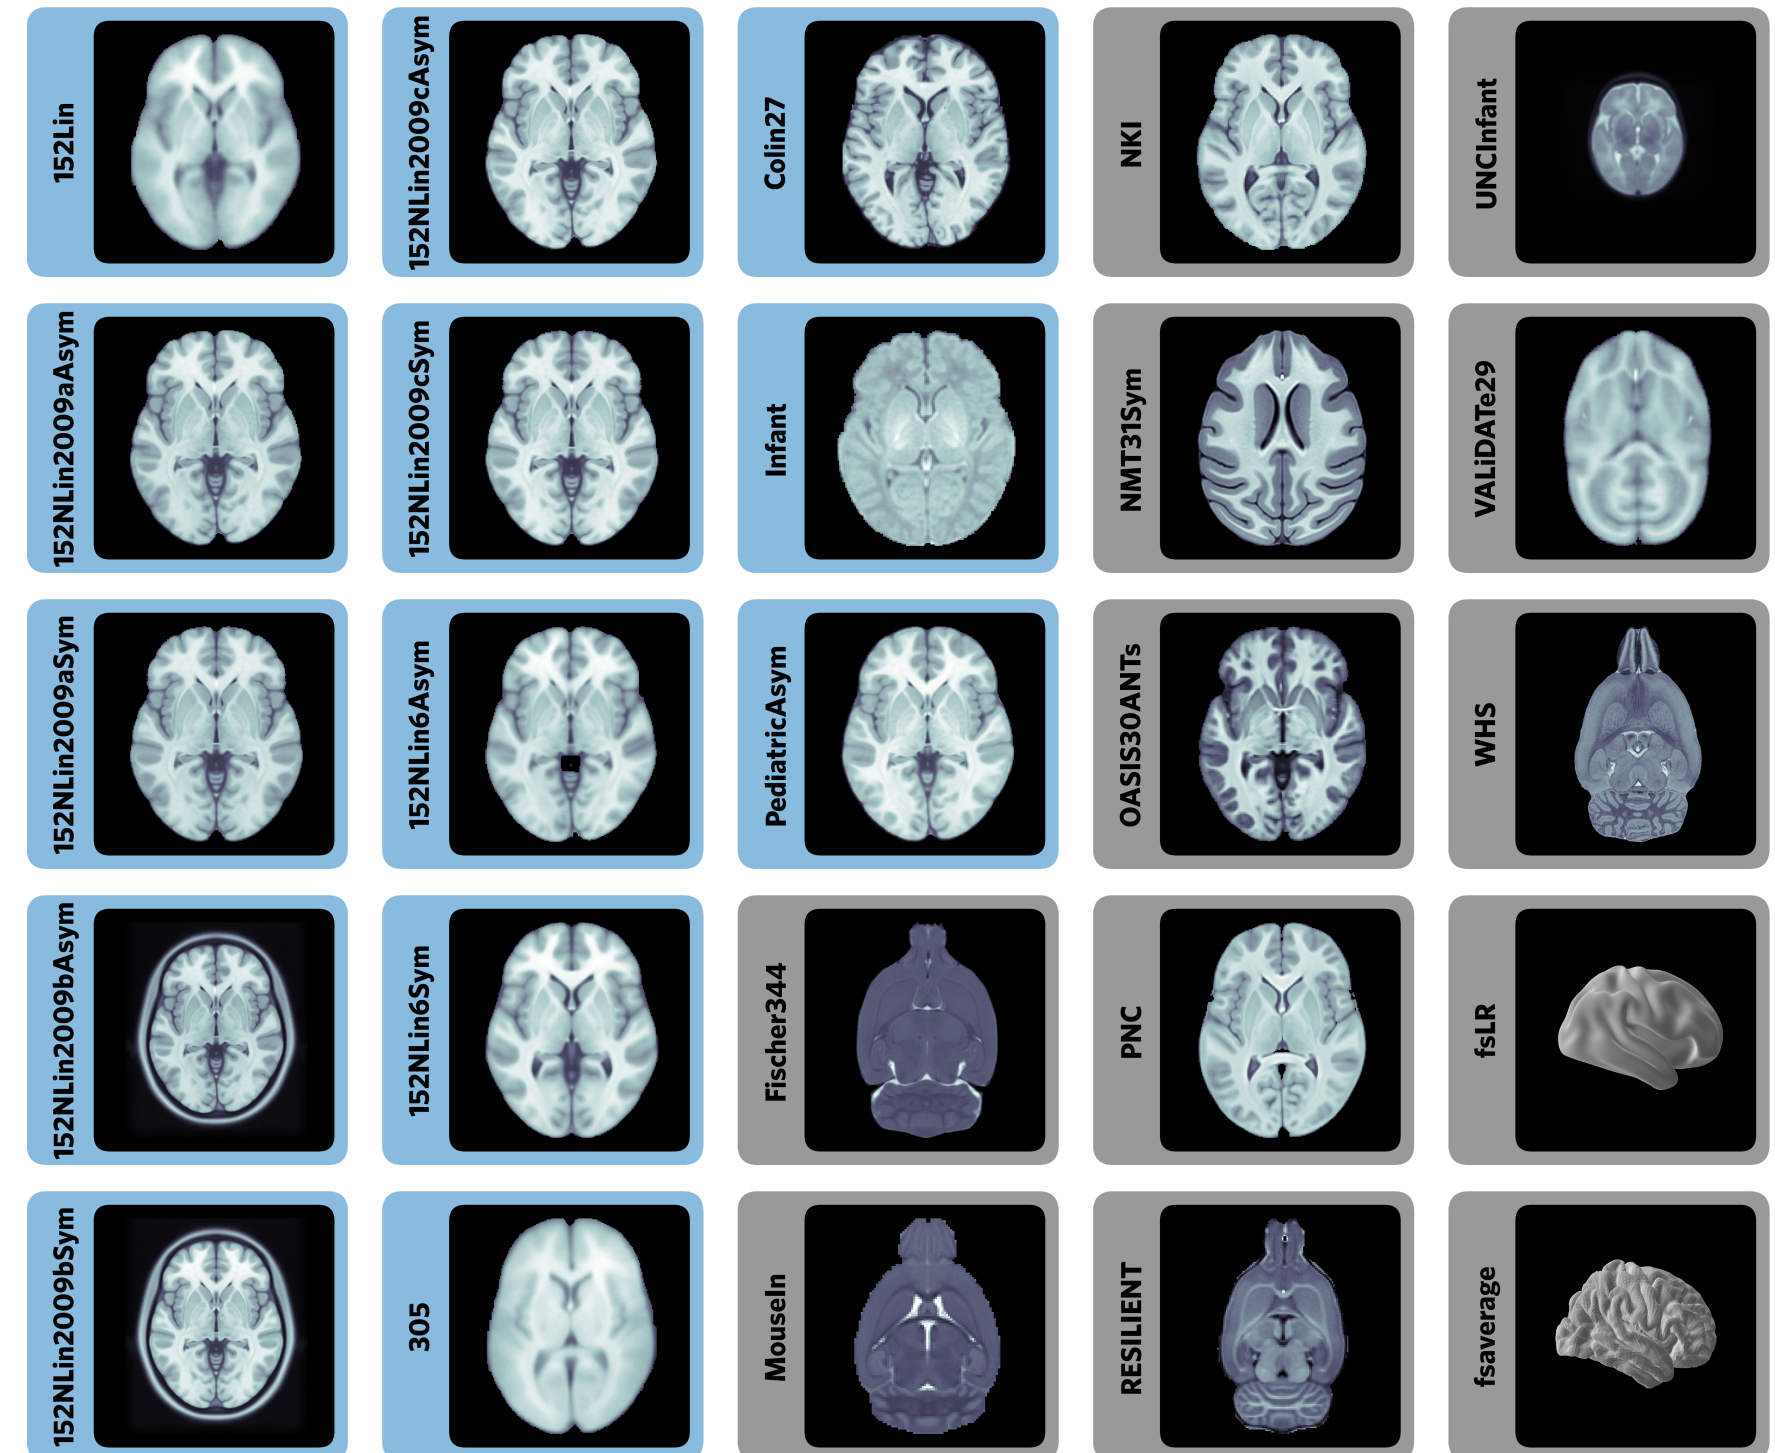 152Lin
152NLin2009cAsym
Colin27
NKI
UNCInfant
152NLin2009aAsym
152NLin2009cSym
Infant
NMT31Sym
VALiDATe29
152NLin2009aSym
152NLin6Asym
PediatricAsym
OASIS30ANTs
WHS
152NLin2009bAsym
152NLin6Sym
Fischer344
PNC
fsLR
152NLin2009bSym
305
MouseIn
RESILIENT
fsaverage